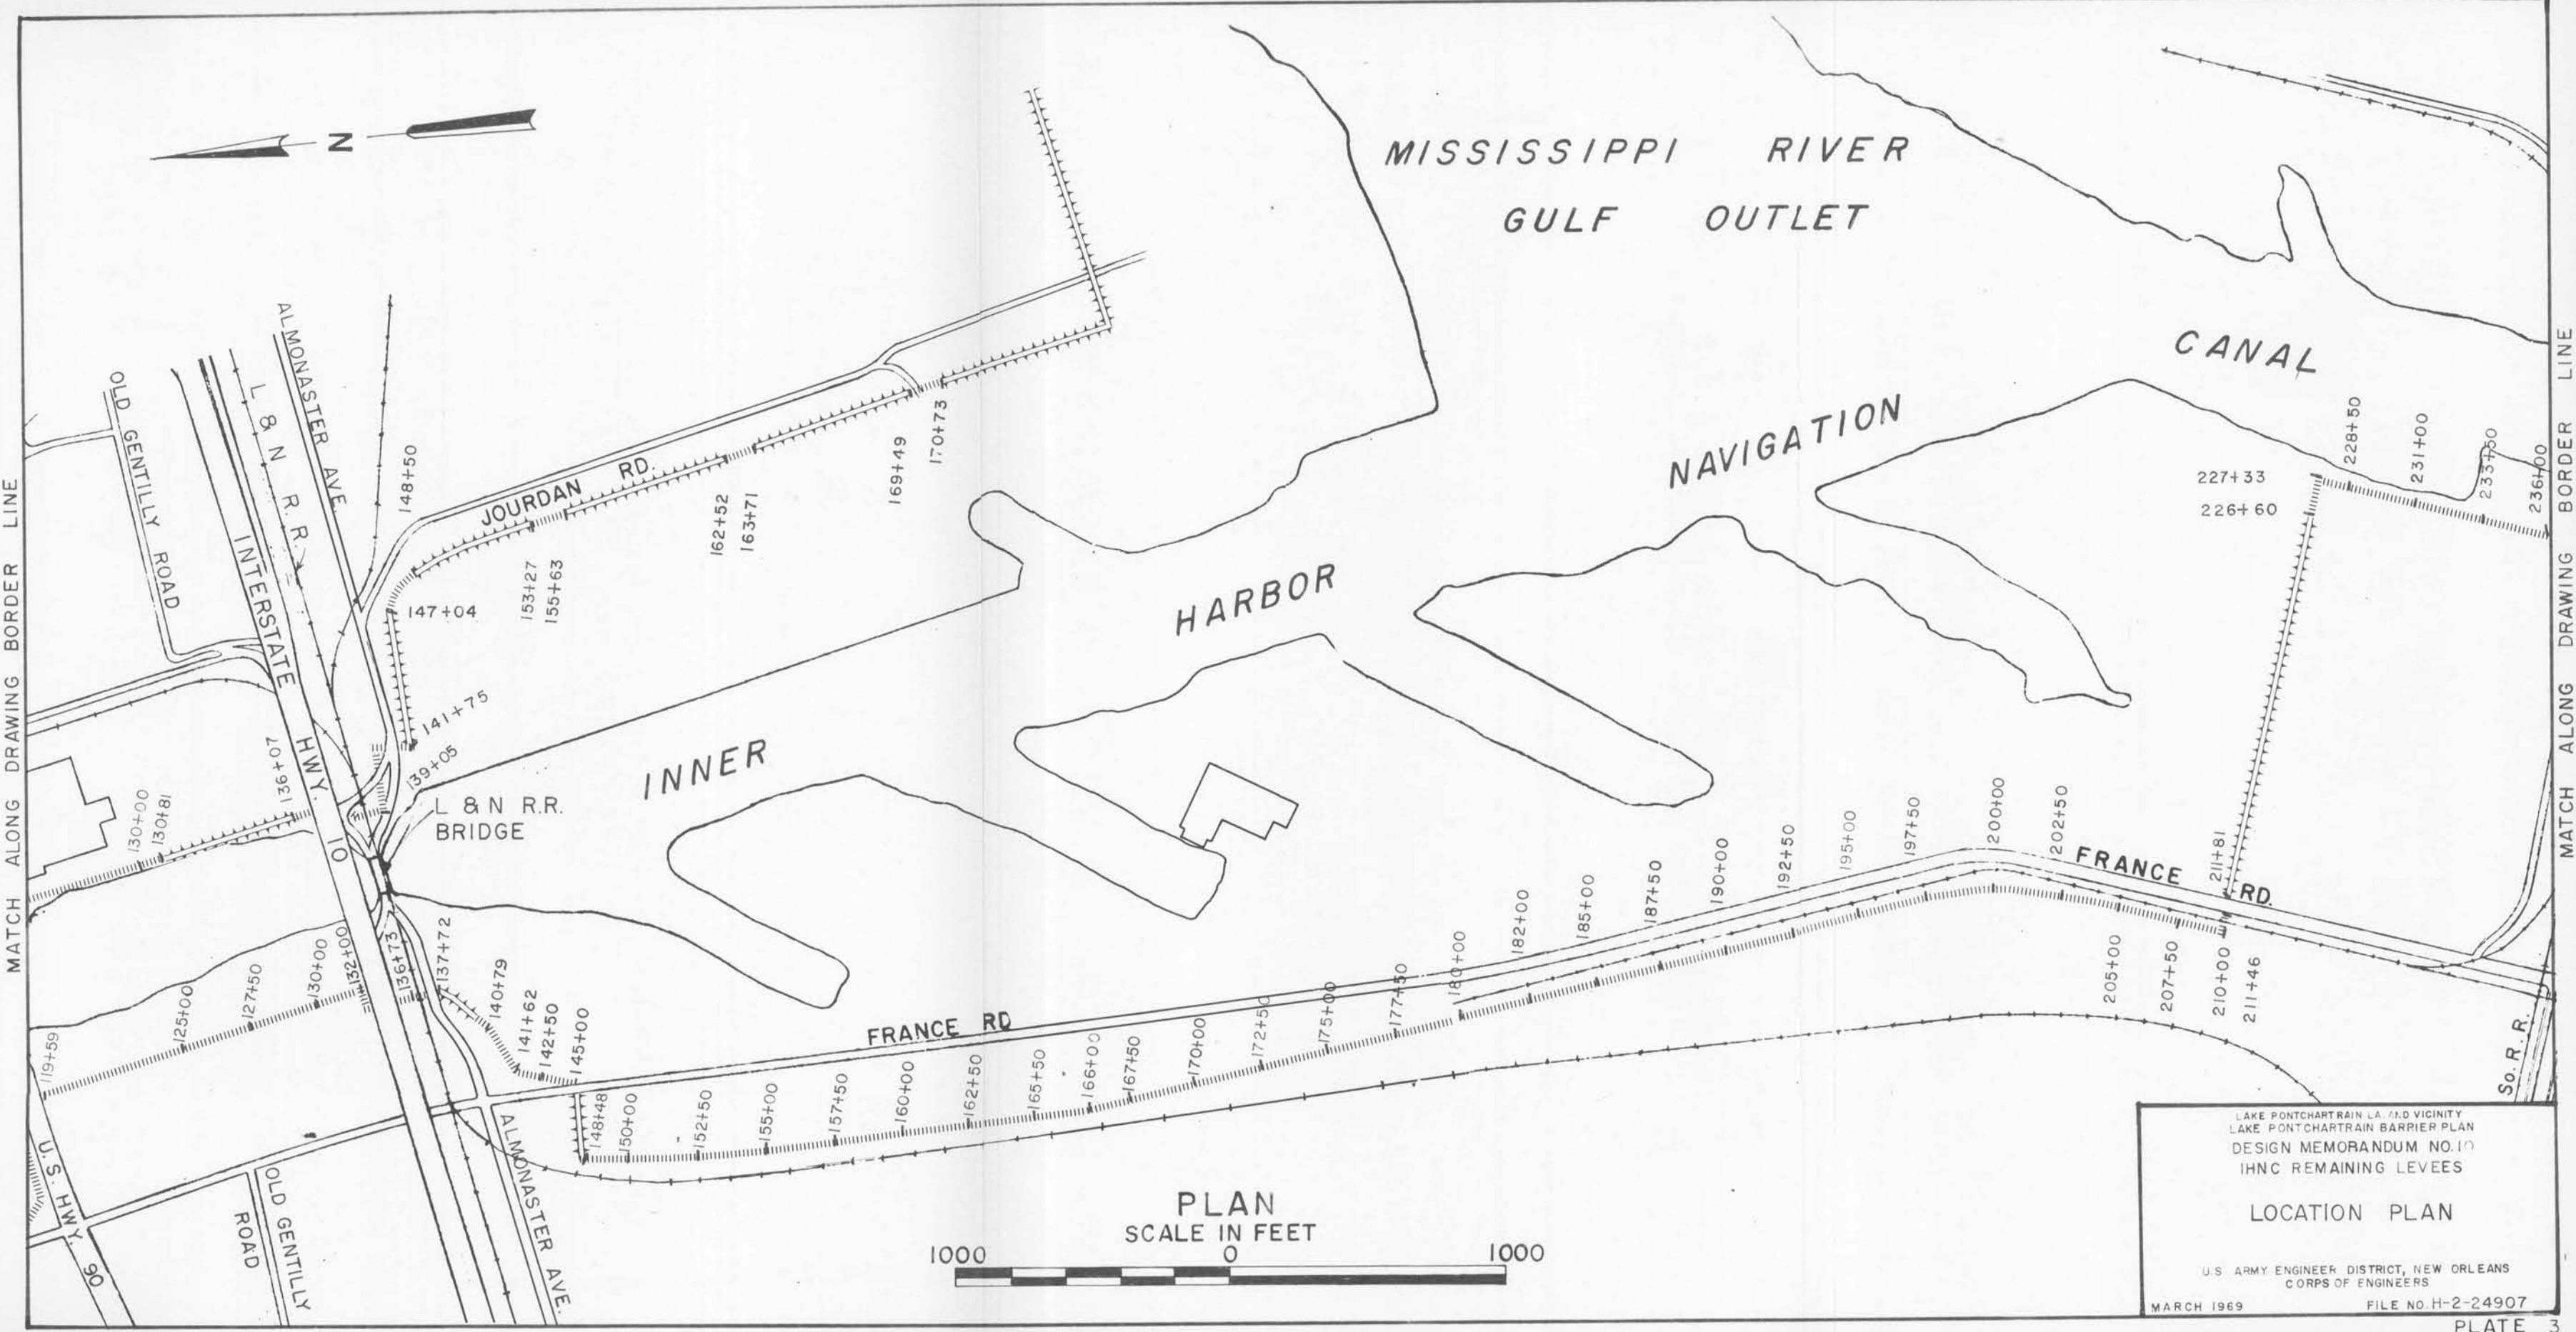 MISSISSIPPI RIVER
GULF OUTLET
N
CANAL
NAVIGATION
HARBOR
INNER
MATCH ALONG DRAWING BORDER LINE
MATCH ALONG DRAWING BORDER LINE
ALMONASTER AVE.
L & N R.R.
OLD GENTILLY ROAD
INTERSTATE HWY. 10
JOURDAN RD.
148+50
147+04
153+27
155+63
162+52
163+71
169+49
170+73
141+75
139+05
136+07
130+00
130+81
L & N R.R.
BRIDGE
227+33
226+60
228+50
231+00
233+50
236+00
119+59
125+00
127+50
130+00
132+00
136+73
137+72
140+79
141+62
142+50
145+00
148+48
150+00
152+50
155+00
157+50
160+00
162+50
165+50
166+00
167+50
170+00
172+50
175+00
177+50
180+00
182+00
185+00
187+50
190+00
192+50
195+00
197+50
200+00
202+50
205+00
207+50
210+00
211+46
211+81
FRANCE RD
FRANCE RD.
So. R. R.
U.S. HWY. 90
OLD GENTILLY
ROAD
ALMONASTER AVE.
PLAN
SCALE IN FEET
1000 0 1000
LAKE PONTCHARTRAIN LA. AND VICINITY
LAKE PONTCHARTRAIN BARRIER PLAN
DESIGN MEMORANDUM NO. 10
IHNC REMAINING LEVEES
LOCATION PLAN
U.S ARMY ENGINEER DISTRICT, NEW ORLEANS
CORPS OF ENGINEERS
MARCH 1969 FILE NO. H-2-24907
PLATE 3